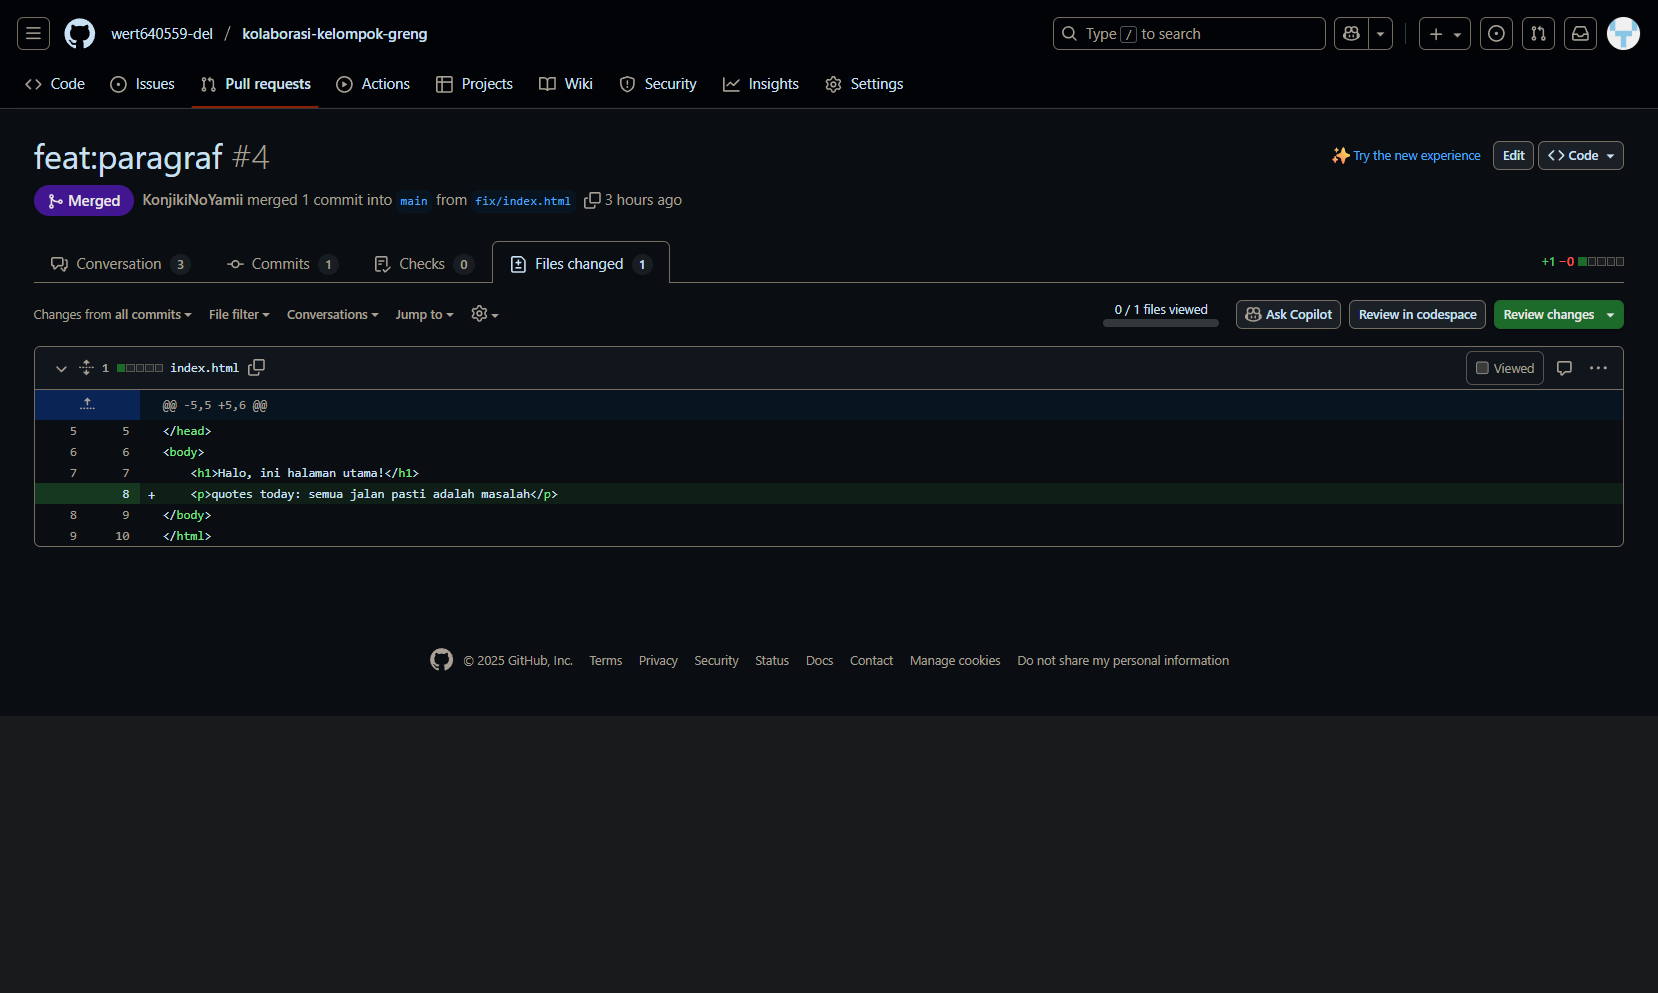 wert640559-del / kolaborasi-kelompok-greng
Type / to search
Code Issues Pull requests Actions Projects Wiki Security Insights Settings
feat:paragraf #4
Try the new experience Edit <> Code
Merged KonjikiNoYamii merged 1 commit into main from fix/index.html 3 hours ago
Conversation 3 Commits 1 Checks 0 Files changed 1
+1 −0
Changes from all commits File filter Conversations Jump to
0 / 1 files viewed Ask Copilot Review in codespace Review changes
1 index.html Viewed
@@ -5,5 +5,6 @@
5 5 </head>
6 6 <body>
7 7 <h1>Halo, ini halaman utama!</h1>
8 + <p>quotes today: semua jalan pasti adalah masalah</p>
8 9 </body>
9 10 </html>
© 2025 GitHub, Inc. Terms Privacy Security Status Docs Contact Manage cookies Do not share my personal information